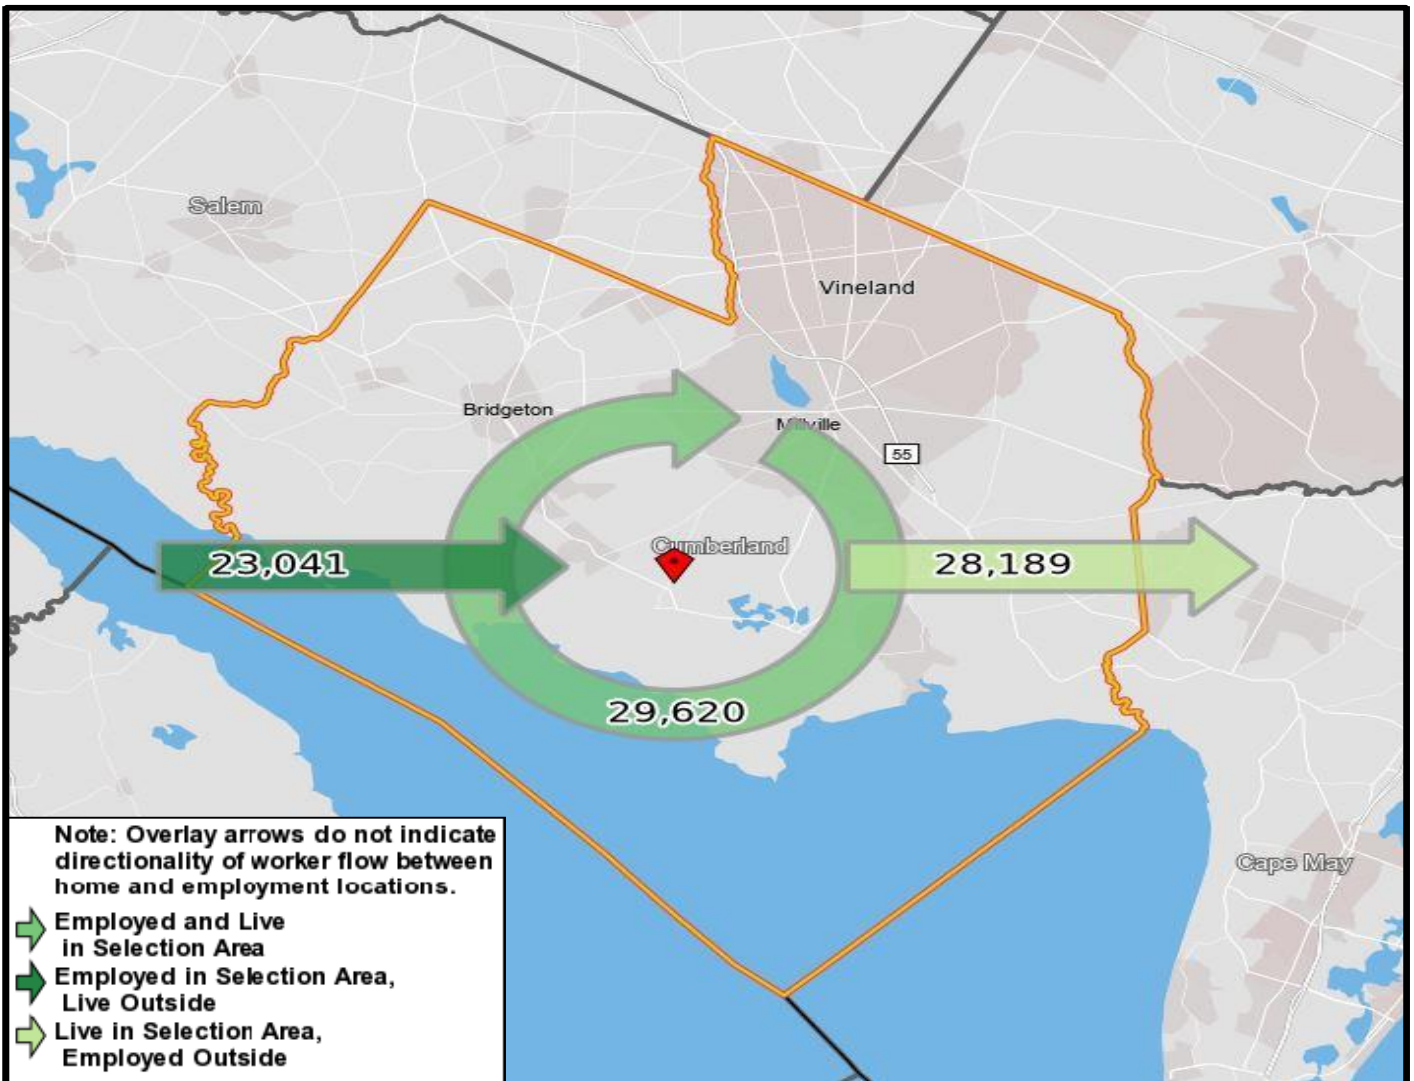 Salem
Vineland
Bridgeton
Millville
55
Cumberland
23,041
28,189
29,620
Cape May
Note: Overlay arrows do not indicate
directionality of worker flow between
home and employment locations.
Employed and Live
in Selection Area
Employed in Selection Area,
Live Outside
Live in Selection Area,
Employed Outside